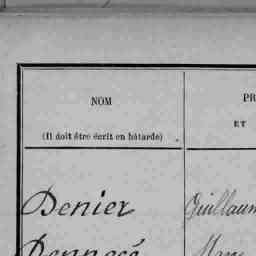 NOM
PR
ET
(Il doit être écrit en bâtarde)
Denier Guillaum